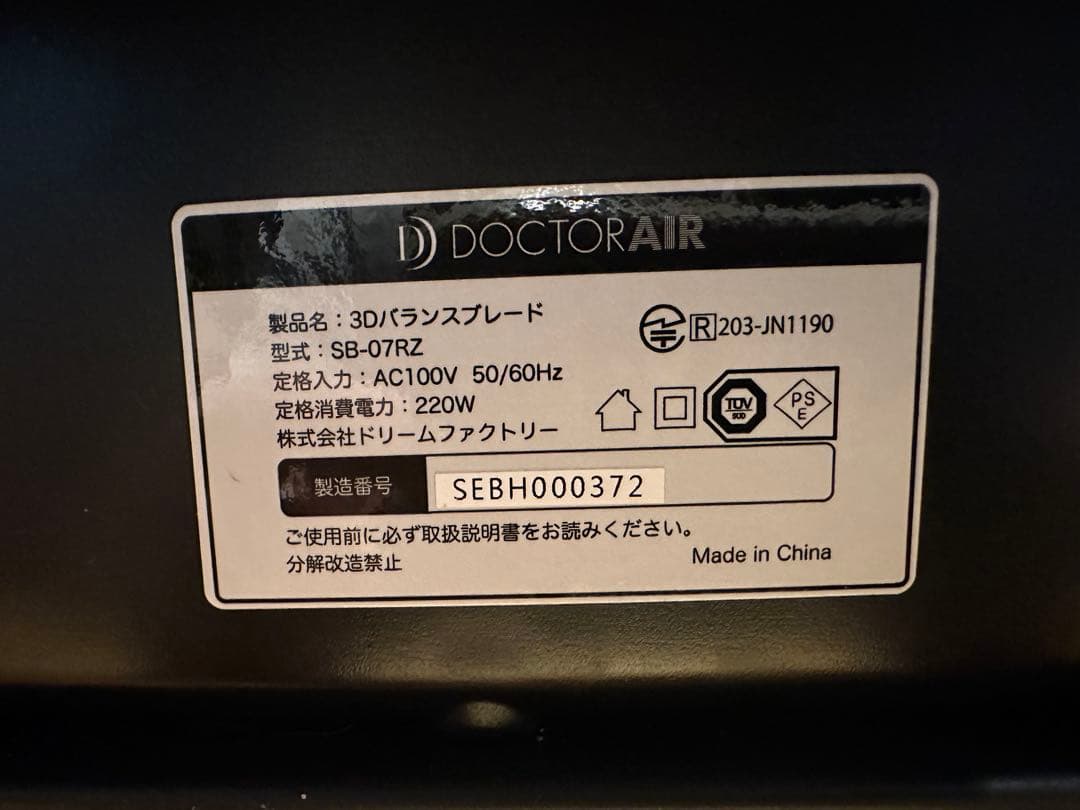 DOCTORAIR
製品名：3Dバランスブレード
型式：SB-07RZ
定格入力：AC100V 50/60Hz
定格消費電力：220W
株式会社ドリームファクトリー
R 203-JN1190
TÜV
SÜD
PS
E
製造番号
SEBH000372
ご使用前に必ず取扱説明書をお読みください。
分解改造禁止
Made in China